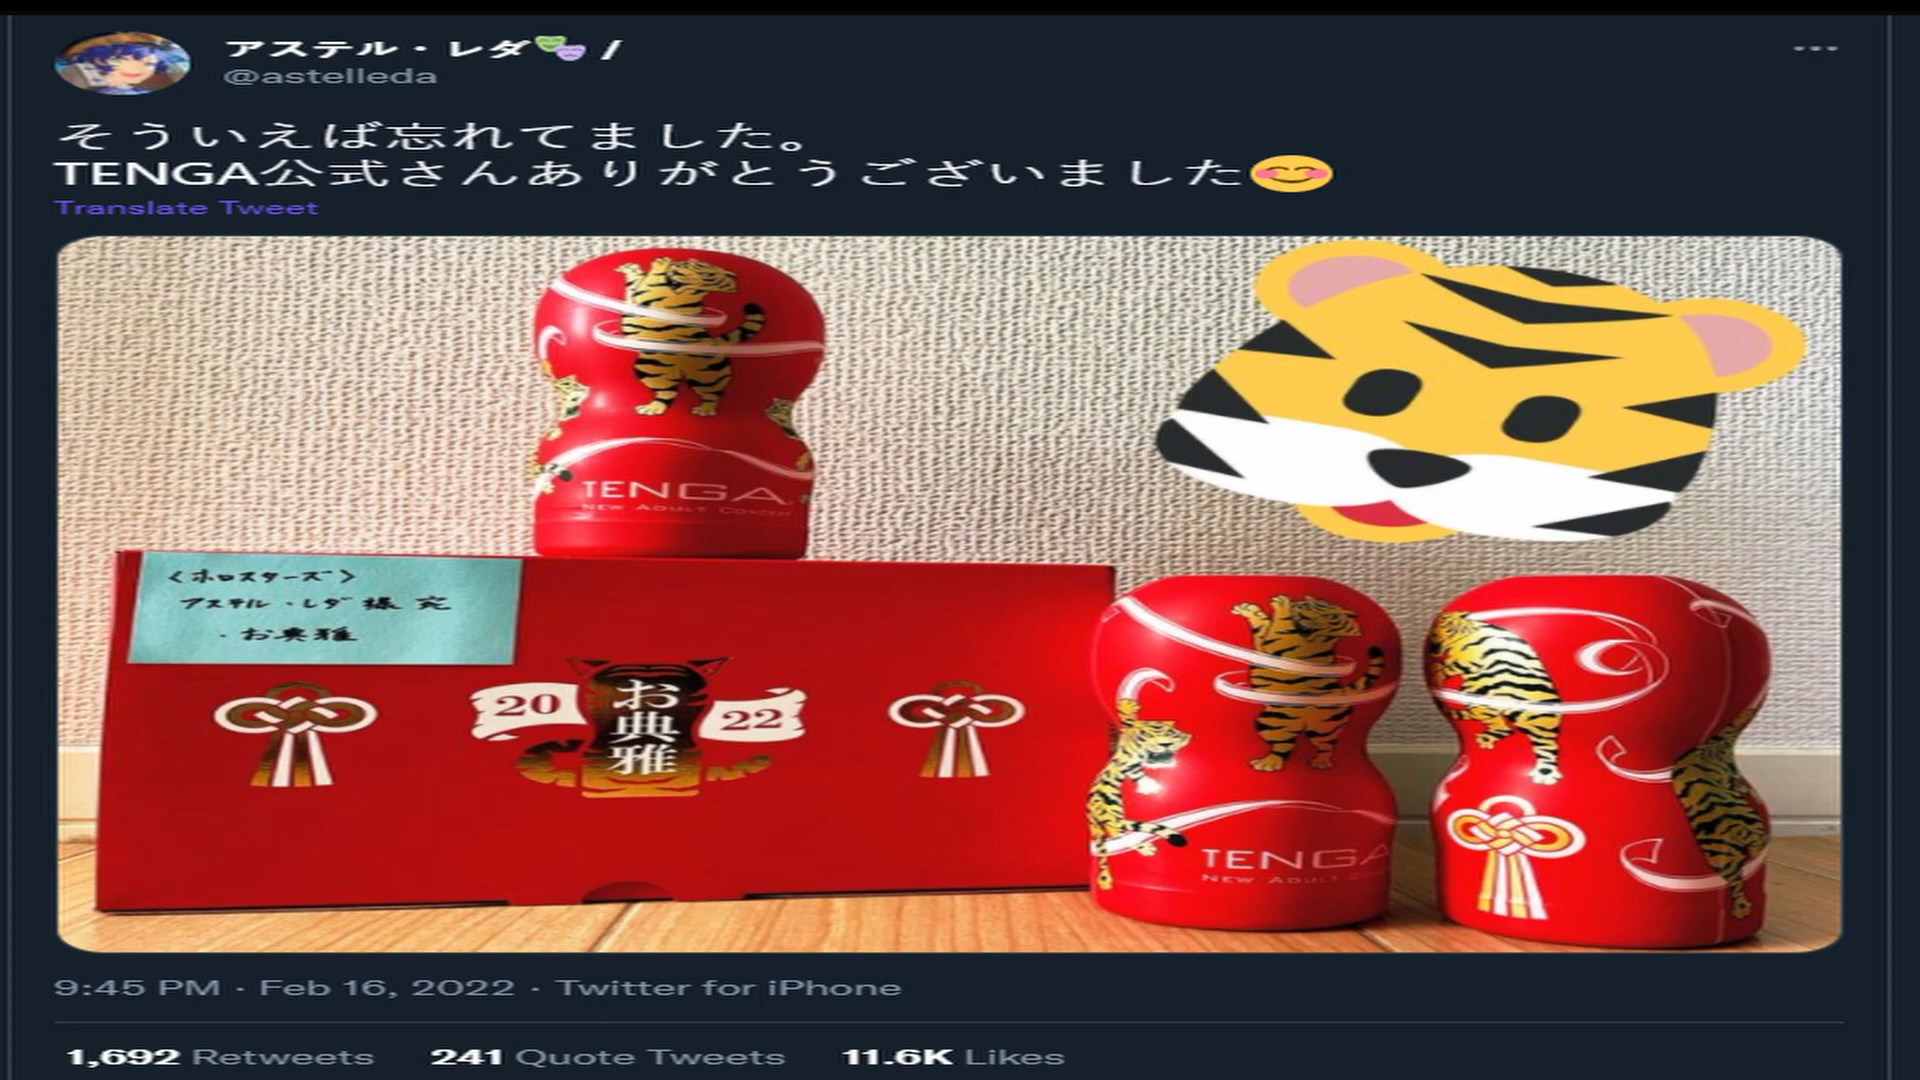 アステル・レダ🎭 /
@astelleda
そういえば忘れてました。
TENGA公式さんありがとうございました😊
Translate Tweet
TENGA
NEW ADULT CONCEPT
〈ホロスターズ〉
アステル・レダ様 宛
・お典雅
20
お典雅
22
TENGA
NEW ADULT CO
9:45 PM · Feb 16, 2022 · Twitter for iPhone
1,692 Retweets 241 Quote Tweets 11.6K Likes